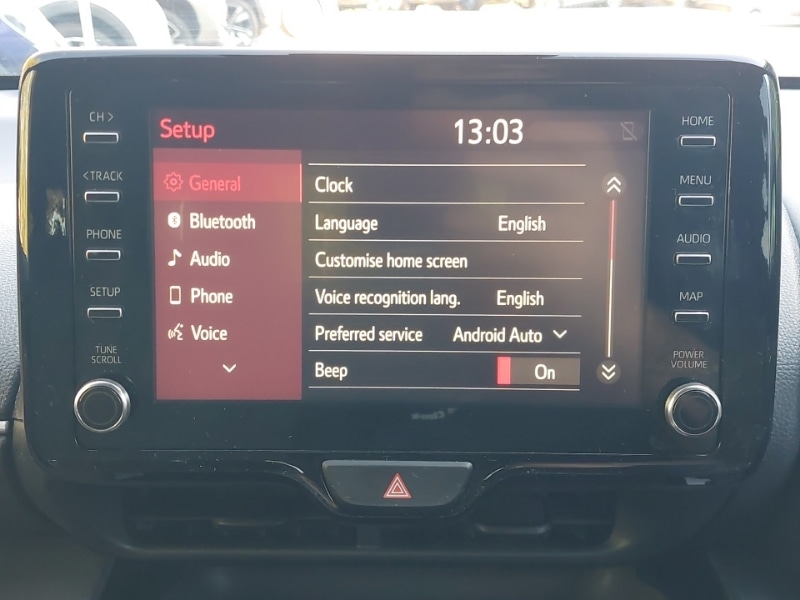 CH >
< TRACK
PHONE
SETUP
TUNE
SCROLL
Setup
13:03
General
Bluetooth
Audio
Phone
Voice
Clock
Language English
Customise home screen
Voice recognition lang. English
Preferred service Android Auto
Beep On
HOME
MENU
AUDIO
MAP
POWER
VOLUME